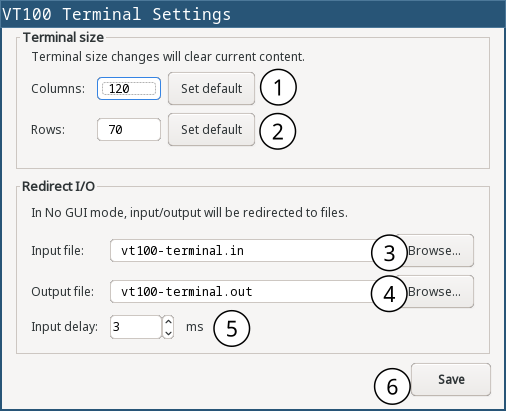 VT100 Terminal Settings
Terminal size
Terminal size changes will clear current content.
Columns: 120 Set default 1
Rows: 70 Set default 2
Redirect I/O
In No GUI mode, input/output will be redirected to files.
Input file: vt100-terminal.in 3 Browse...
Output file: vt100-terminal.out 4 Browse...
Input delay: 3 ms 5
6 Save